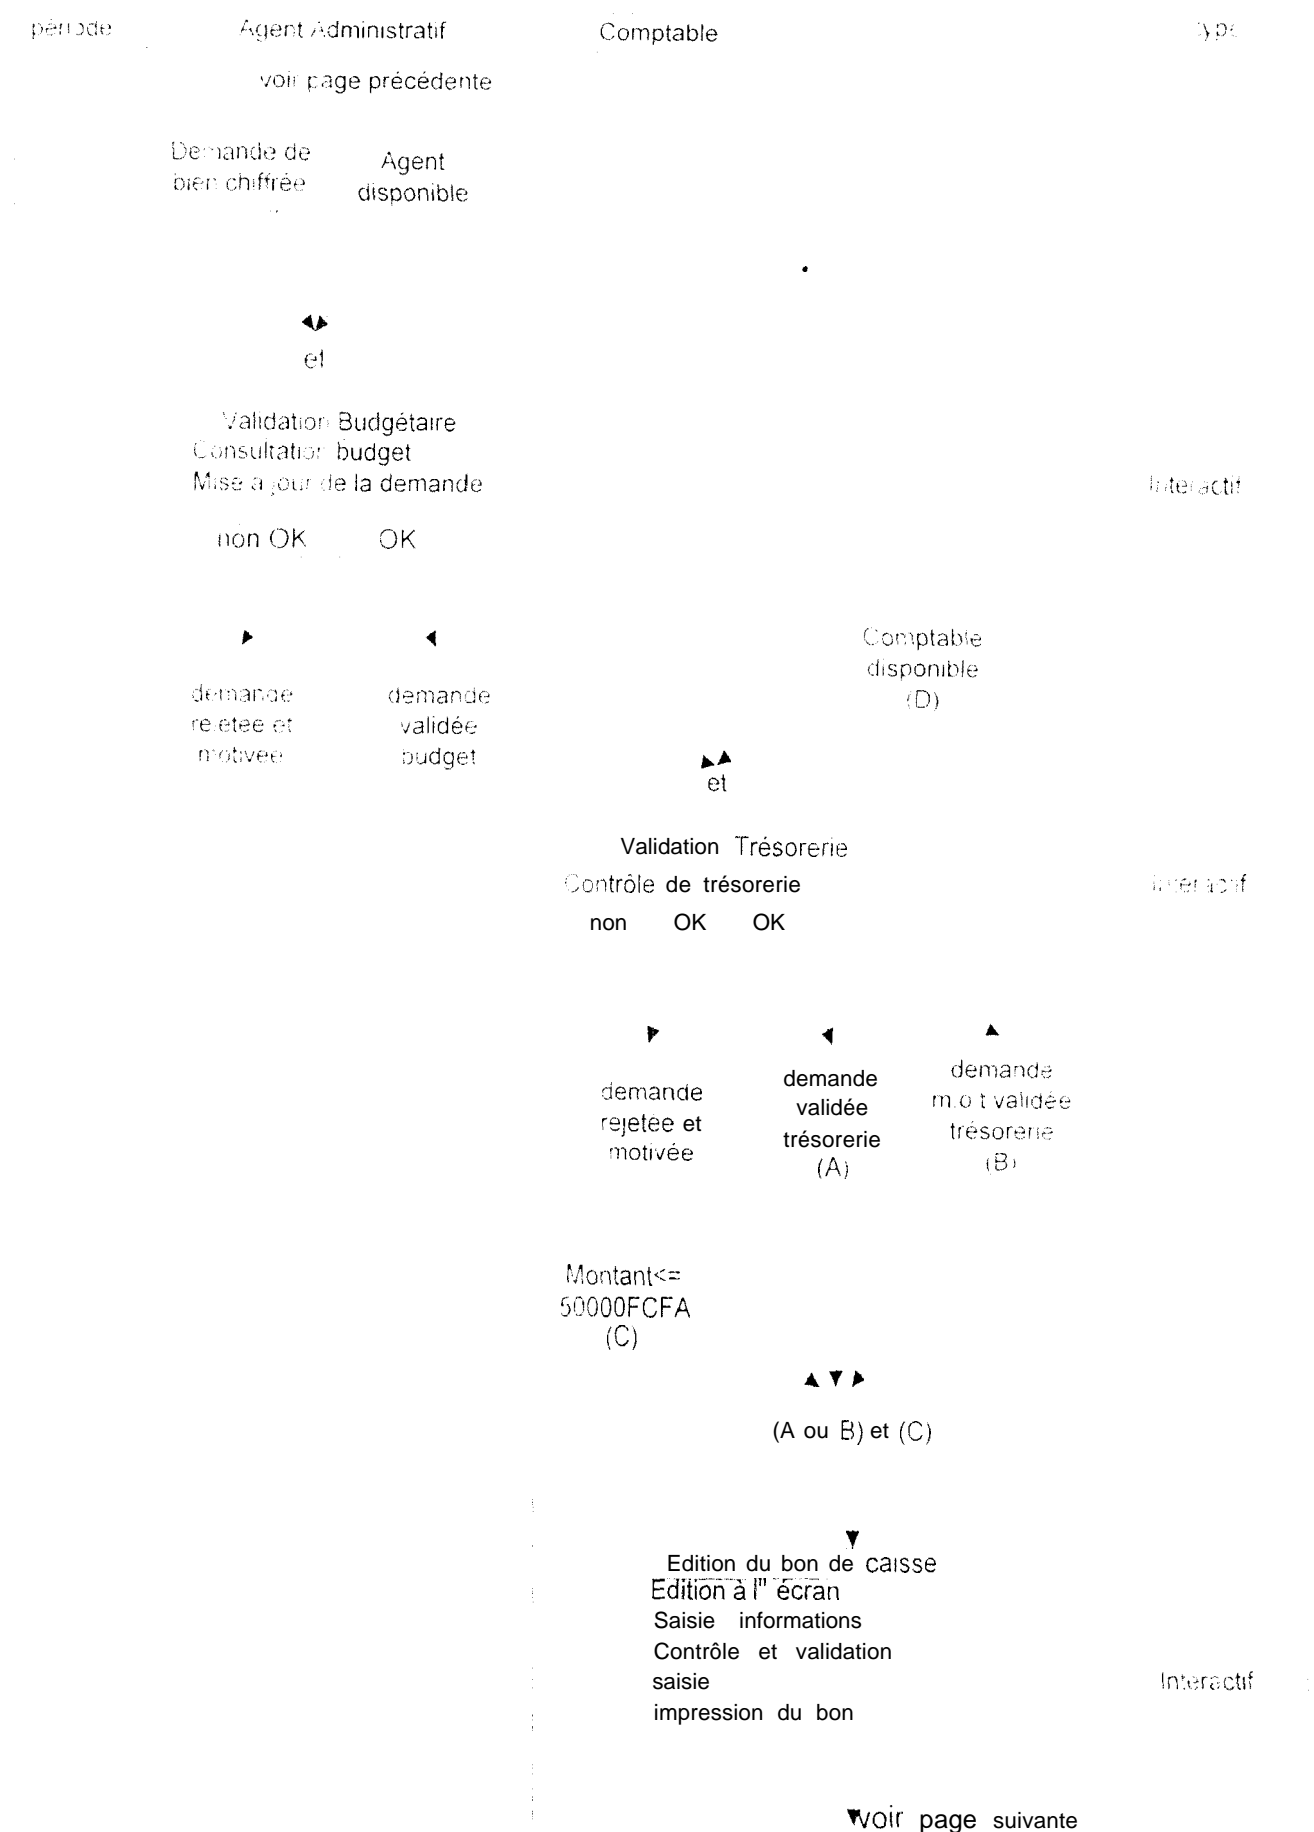 période Agent Administratif Comptable type
voir page précédente
Demande de
bien chiffrée
Agent
disponible
et
Validation Budgétaire
Consultation budget
Mise a jour de la demande Interactif
non OK OK
Comptable
disponible
(D)
demande
rejetee et
motivee
demande
validée
budget
et
Validation Trésorerie
Contrôle de trésorerie Interactif
non OK OK
demande
rejetee et
motivée
demande
validée
trésorerie
(A)
demande
m.o t validée
trésorerie
(B)
Montant<=
50000FCFA
(C)
(A ou B) et (C)
Edition du bon de caisse
Edition à l" écran
Saisie informations
Contrôle et validation
saisie Interactif
impression du bon
voir page suivante